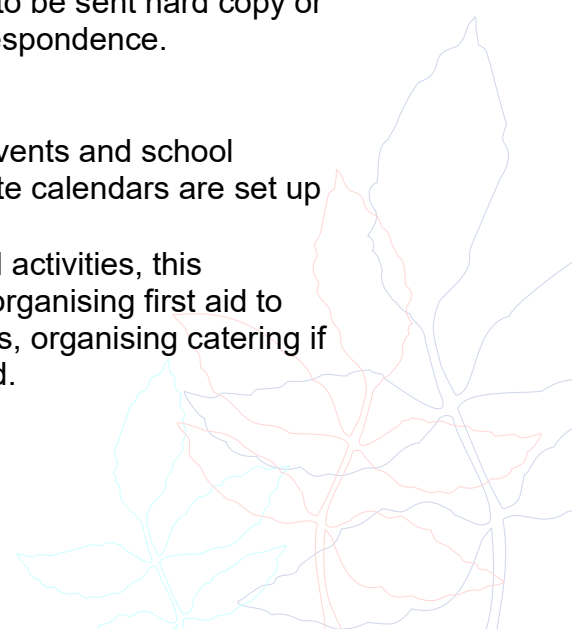 to be sent hard copy or
espondence.
vents and school
te calendars are set up
activities, this
organising first aid to
s, organising catering if
d.